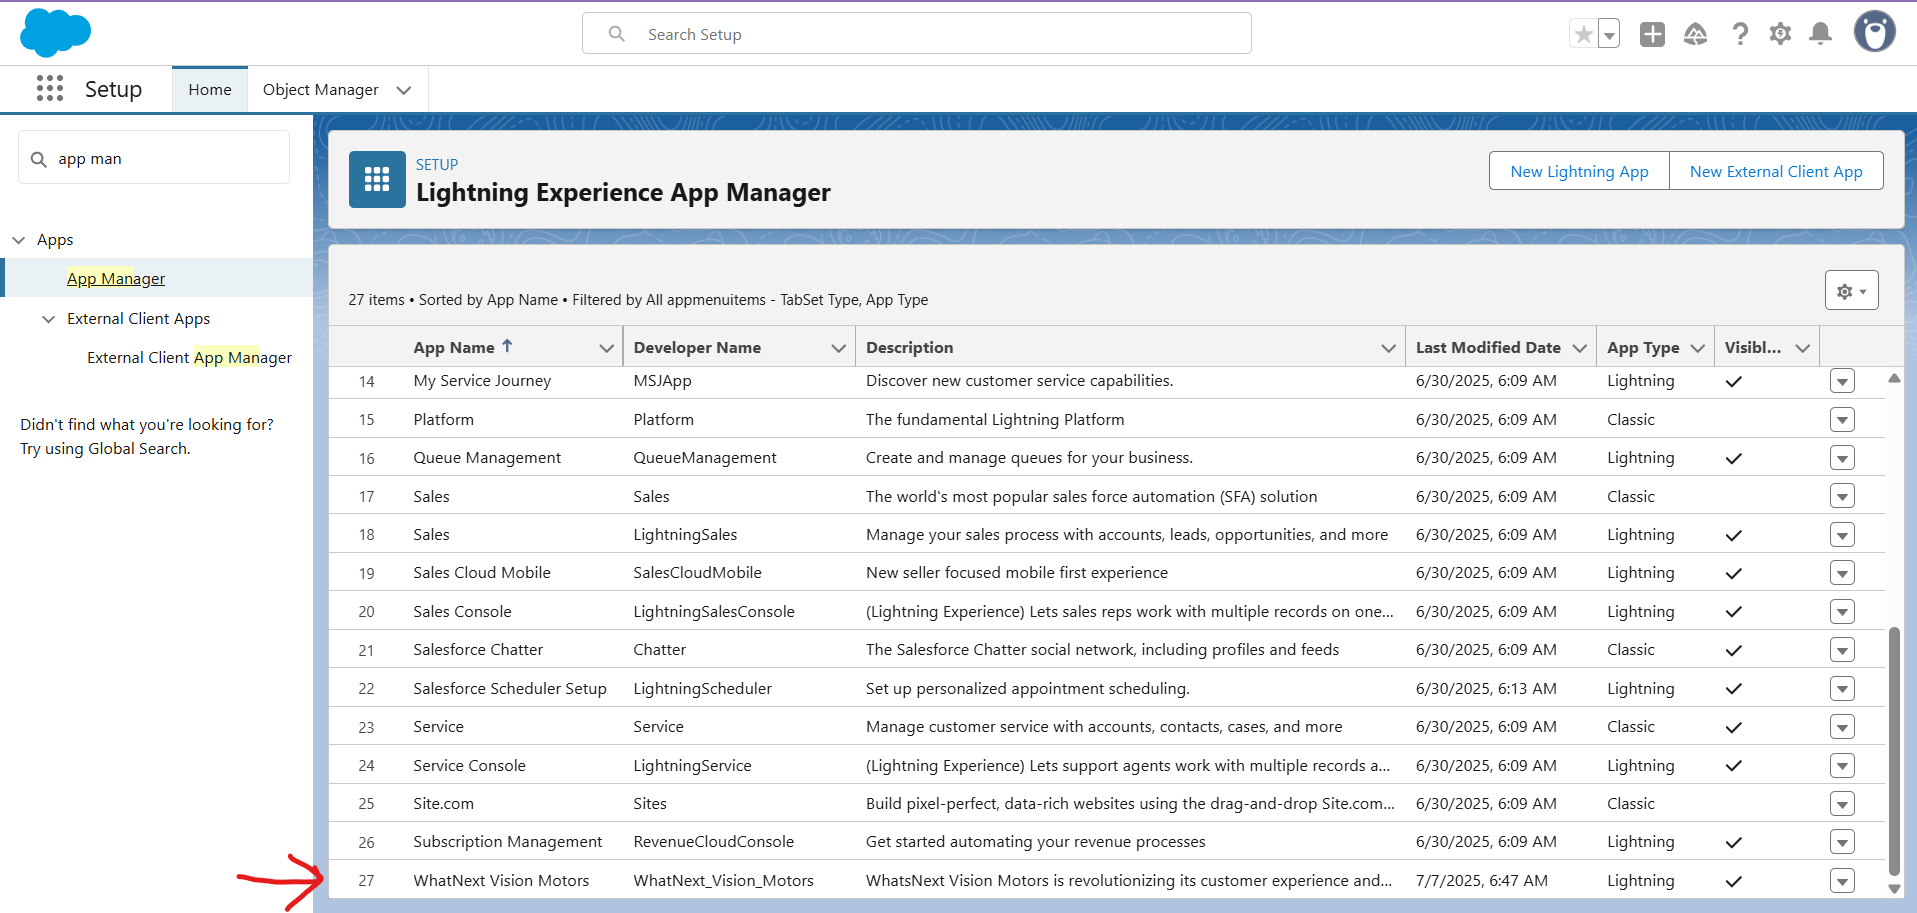 Search Setup
Setup
Home
Object Manager
app man
Apps
App Manager
External Client Apps
External Client App Manager
Didn't find what you're looking for?
Try using Global Search.
SETUP
Lightning Experience App Manager
New Lightning App
New External Client App
27 items • Sorted by App Name • Filtered by All appmenuitems - TabSet Type, App Type
App Name ↑ Developer Name Description Last Modified Date App Type Visibl...
14 My Service Journey MSJApp Discover new customer service capabilities. 6/30/2025, 6:09 AM Lightning ✓
15 Platform Platform The fundamental Lightning Platform 6/30/2025, 6:09 AM Classic
16 Queue Management QueueManagement Create and manage queues for your business. 6/30/2025, 6:09 AM Lightning ✓
17 Sales Sales The world's most popular sales force automation (SFA) solution 6/30/2025, 6:09 AM Classic
18 Sales LightningSales Manage your sales process with accounts, leads, opportunities, and more 6/30/2025, 6:09 AM Lightning ✓
19 Sales Cloud Mobile SalesCloudMobile New seller focused mobile first experience 6/30/2025, 6:09 AM Lightning ✓
20 Sales Console LightningSalesConsole (Lightning Experience) Lets sales reps work with multiple records on one... 6/30/2025, 6:09 AM Lightning ✓
21 Salesforce Chatter Chatter The Salesforce Chatter social network, including profiles and feeds 6/30/2025, 6:09 AM Classic ✓
22 Salesforce Scheduler Setup LightningScheduler Set up personalized appointment scheduling. 6/30/2025, 6:13 AM Lightning ✓
23 Service Service Manage customer service with accounts, contacts, cases, and more 6/30/2025, 6:09 AM Classic ✓
24 Service Console LightningService (Lightning Experience) Lets support agents work with multiple records a... 6/30/2025, 6:09 AM Lightning ✓
25 Site.com Sites Build pixel-perfect, data-rich websites using the drag-and-drop Site.com... 6/30/2025, 6:09 AM Classic
26 Subscription Management RevenueCloudConsole Get started automating your revenue processes 6/30/2025, 6:09 AM Lightning ✓
27 WhatNext Vision Motors WhatNext_Vision_Motors WhatsNext Vision Motors is revolutionizing its customer experience and... 7/7/2025, 6:47 AM Lightning ✓